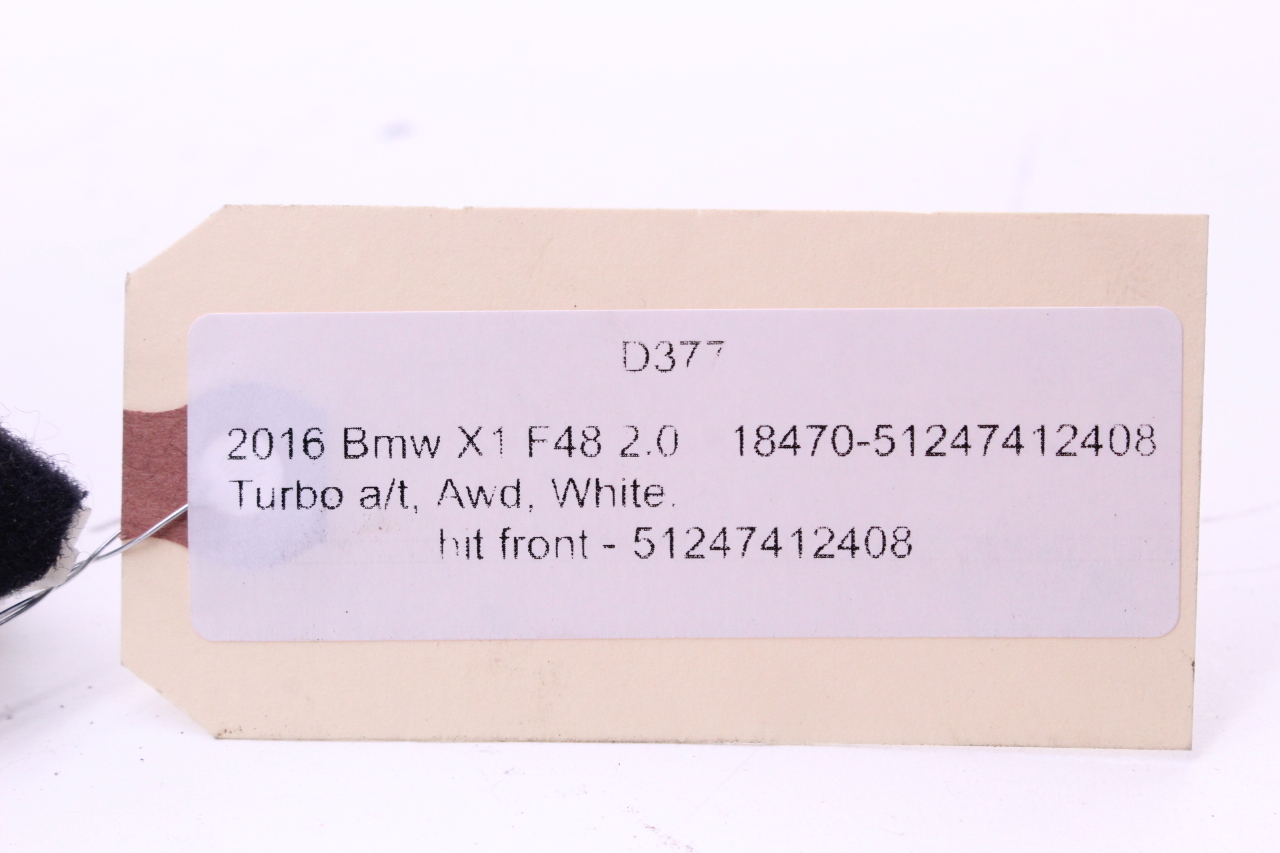 D377
2016 Bmw X1 F48 2.0 18470-51247412408
Turbo a/t, Awd, White.
hit front - 51247412408